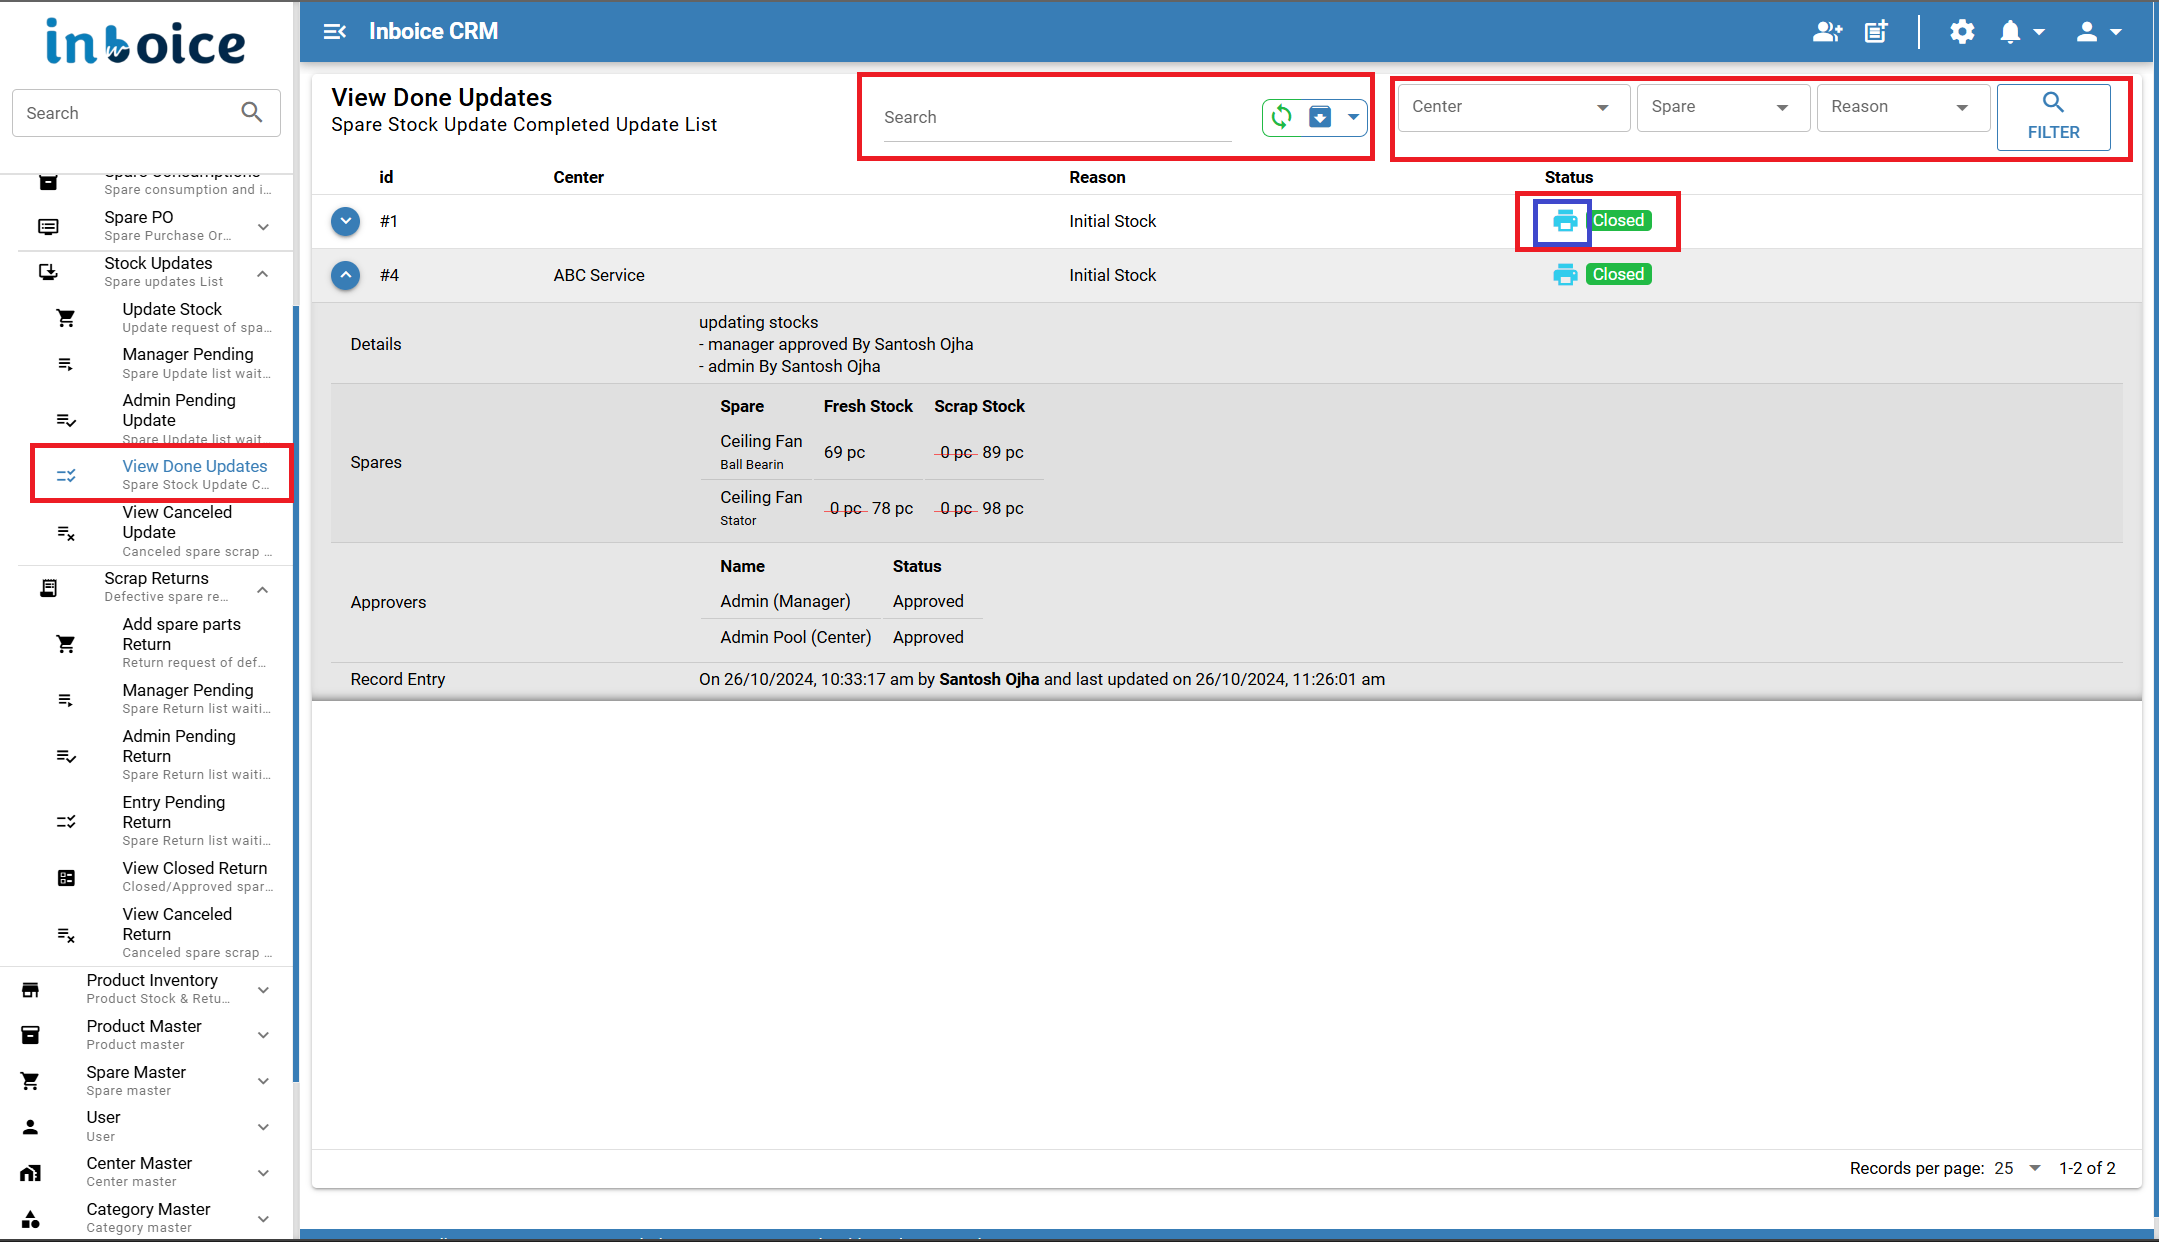 inboice
Search
Spare Consumptions
Spare consumption and i...
Spare PO
Spare Purchase Or...
Stock Updates
Spare updates List
Update Stock
Update request of spa...
Manager Pending
Spare Update list wait...
Admin Pending
Update
Spare Update list wait
View Done Updates
Spare Stock Update C...
View Canceled
Update
Canceled spare scrap ...
Scrap Returns
Defective spare re...
Add spare parts
Return
Return request of def...
Manager Pending
Spare Return list waiti...
Admin Pending
Return
Spare Return list waiti...
Entry Pending
Return
Spare Return list waiti...
View Closed Return
Closed/Approved spar...
View Canceled
Return
Canceled spare scrap ...
Product Inventory
Product Stock & Retu...
Product Master
Product master
Spare Master
Spare master
User
User
Center Master
Center master
Category Master
Category master
Inboice CRM
View Done Updates
Spare Stock Update Completed Update List
Search
Center Spare Reason FILTER
id Center Reason Status
#1 Initial Stock Closed
#4 ABC Service Initial Stock Closed
Details
updating stocks
- manager approved By Santosh Ojha
- admin By Santosh Ojha
Spares
Spare Fresh Stock Scrap Stock
Ceiling Fan
Ball Bearin
69 pc 0 pc 89 pc
Ceiling Fan
Stator
0 pc 78 pc 0 pc 98 pc
Approvers
Name Status
Admin (Manager) Approved
Admin Pool (Center) Approved
Record Entry On 26/10/2024, 10:33:17 am by Santosh Ojha and last updated on 26/10/2024, 11:26:01 am
Records per page: 25 1-2 of 2